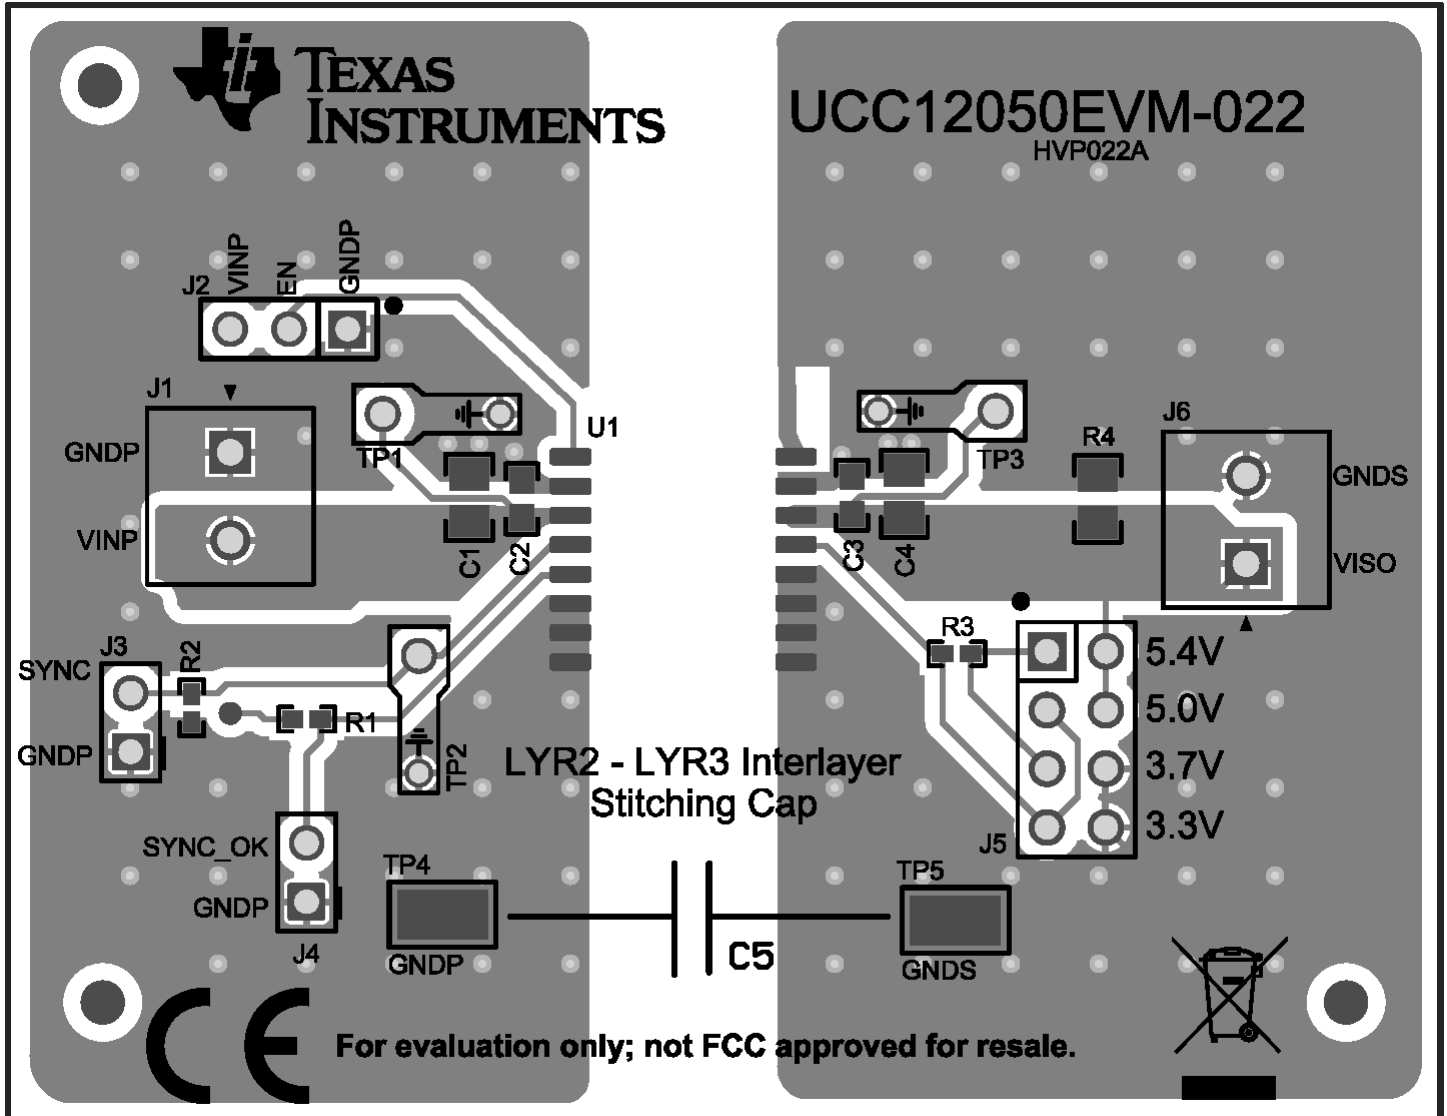 TEXAS
INSTRUMENTS
UCC12050EVM-022
HVP022A
J2
VINP
EN
GNDP
J1
GNDP
VINP
TP1
U1
C1
C2
TP3
C3
C4
R4
J6
GNDS
VISO
J3
SYNC
GNDP
R2
R1
TP2
R3
5.4V
5.0V
3.7V
3.3V
J5
LYR2 - LYR3 Interlayer
Stitching Cap
SYNC_OK
GNDP
J4
TP4
GNDP
C5
TP5
GNDS
CE
For evaluation only; not FCC approved for resale.